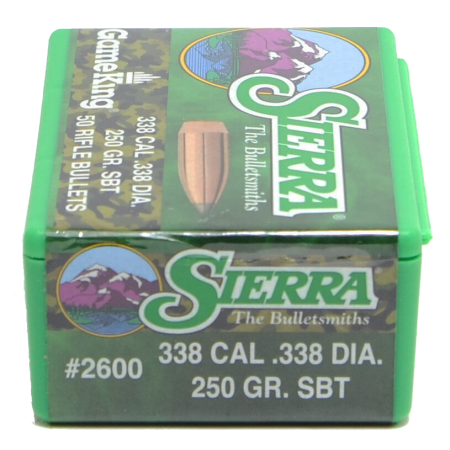 SIERRA®
The Bulletsmiths
338 CAL .338 DIA.
250 GR. SBT
GameKing
50 RIFLE BULLETS
SIERRA
The Bulletsmiths
#2600
338 CAL .338 DIA.
250 GR. SBT